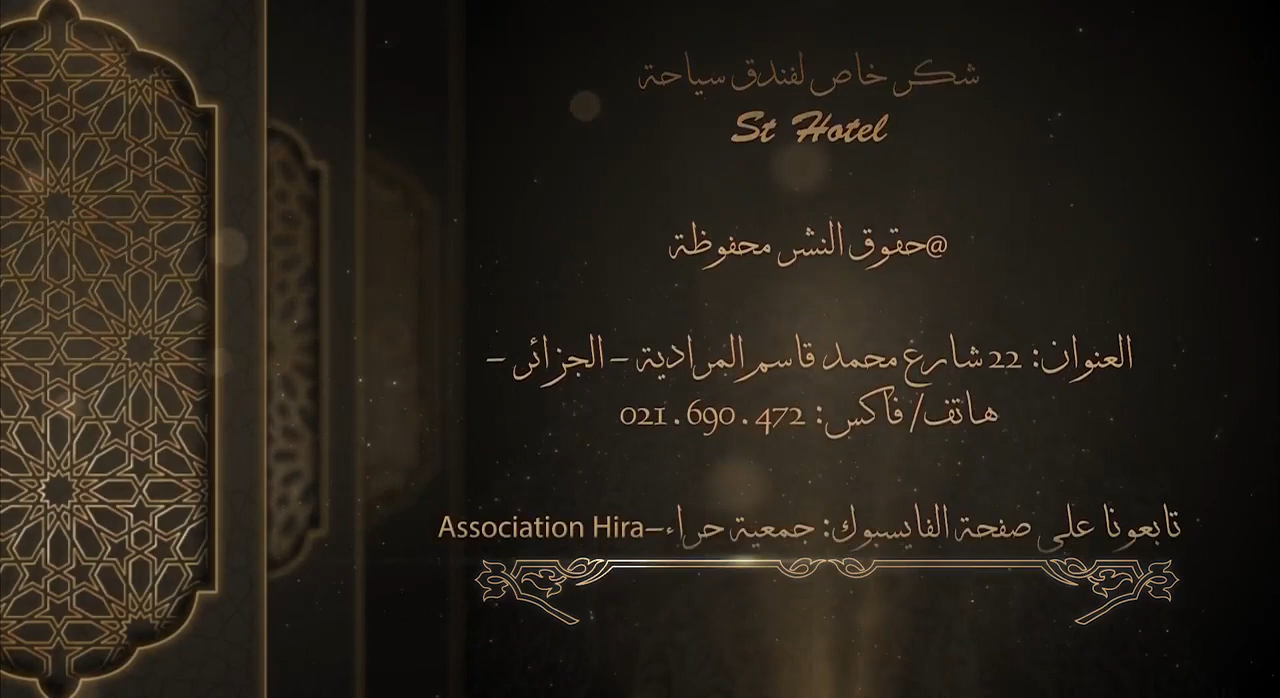 شكر خاص لفندق سياحة
St Hotel
@حقوق النشر محفوظة
العنوان: 22 شارع محمد قاسم المرادية – الجزائر –
هاتف/ فاكس: 021.690.472
تابعونا على صفحة الفايسبوك: جمعية حراء–Association Hira